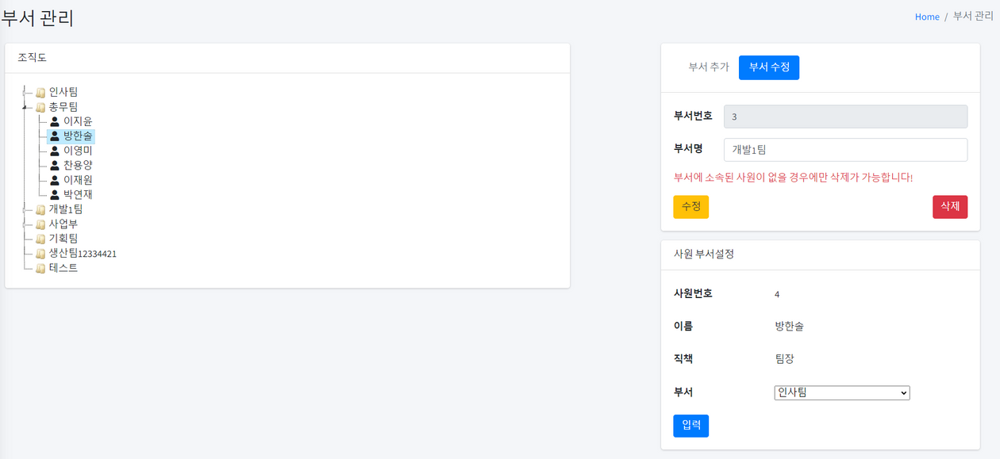 부서 관리
Home / 부서 관리
조직도
인사팀
총무팀
이지윤
방한솔
이영미
찬용양
이재원
박연재
개발1팀
사업부
기획팀
생산팀12334421
테스트
부서 추가 부서 수정
부서번호 3
부서명 개발1팀
부서에 소속된 사원이 없을 경우에만 삭제가 가능합니다!
수정 삭제
사원 부서설정
사원번호 4
이름 방한솔
직책 팀장
부서 인사팀
입력